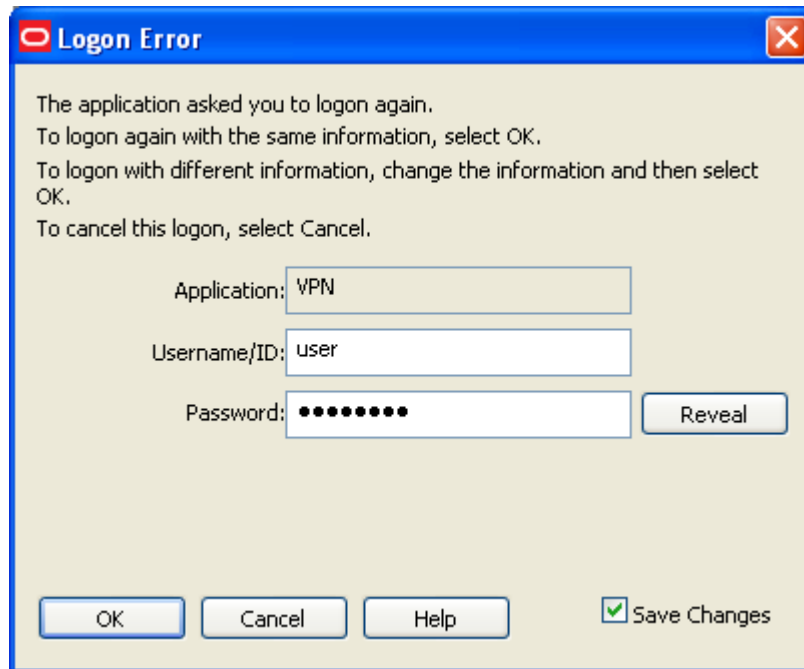 Logon Error
The application asked you to logon again.
To logon again with the same information, select OK.
To logon with different information, change the information and then select
OK.
To cancel this logon, select Cancel.
Application: VPN
Username/ID: user
Password: ●●●●●●●● Reveal
OK Cancel Help Save Changes